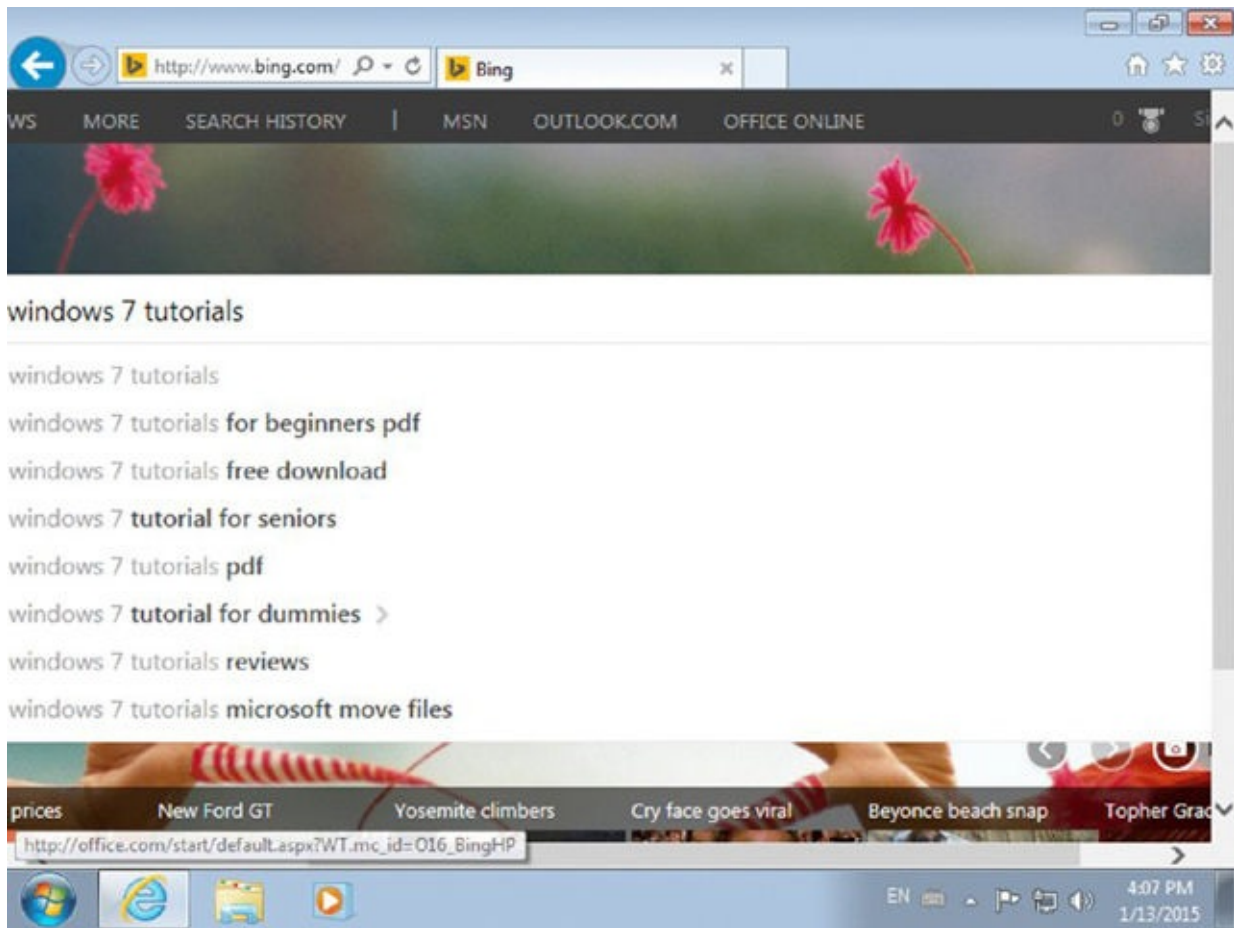 http://www.bing.com/ Bing
WS MORE SEARCH HISTORY | MSN OUTLOOK.COM OFFICE ONLINE 0 Si
windows 7 tutorials
windows 7 tutorials
windows 7 tutorials for beginners pdf
windows 7 tutorials free download
windows 7 tutorial for seniors
windows 7 tutorials pdf
windows 7 tutorial for dummies
windows 7 tutorials reviews
windows 7 tutorials microsoft move files
prices New Ford GT Yosemite climbers Cry face goes viral Beyonce beach snap Topher Grac
http://office.com/start/default.aspx?WT.mc_id=O16_BingHP
EN 4:07 PM
1/13/2015